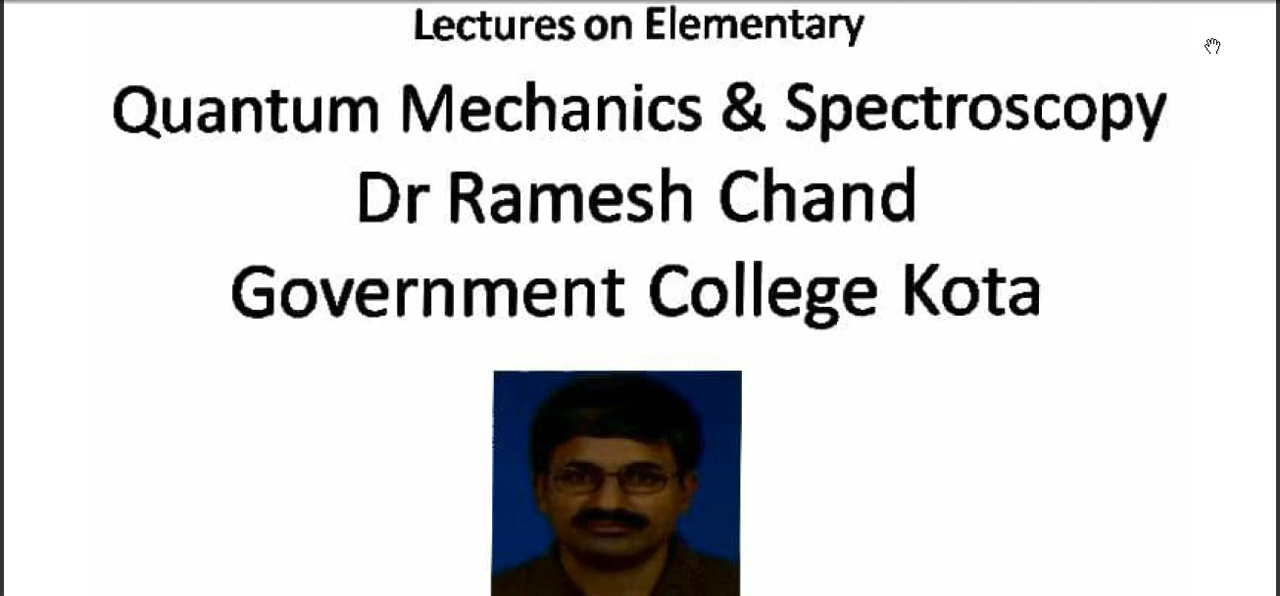 Lectures on Elementary
Quantum Mechanics & Spectroscopy
Dr Ramesh Chand
Government College Kota